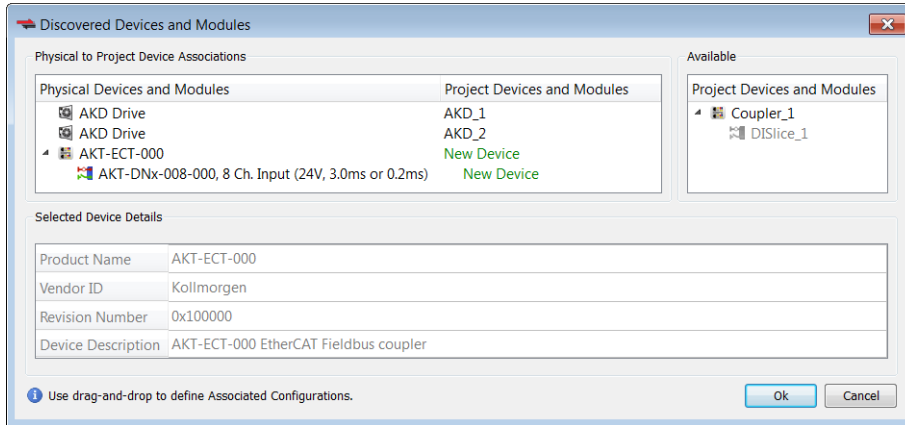 Discovered Devices and Modules
Physical to Project Device Associations
Available
Physical Devices and Modules Project Devices and Modules
Project Devices and Modules
AKD Drive AKD_1
Coupler_1
AKD Drive AKD_2
DISlice_1
AKT-ECT-000 New Device
AKT-DNx-008-000, 8 Ch. Input (24V, 3.0ms or 0.2ms) New Device
Selected Device Details
Product Name AKT-ECT-000
Vendor ID Kollmorgen
Revision Number 0x100000
Device Description AKT-ECT-000 EtherCAT Fieldbus coupler
Use drag-and-drop to define Associated Configurations.
Ok Cancel